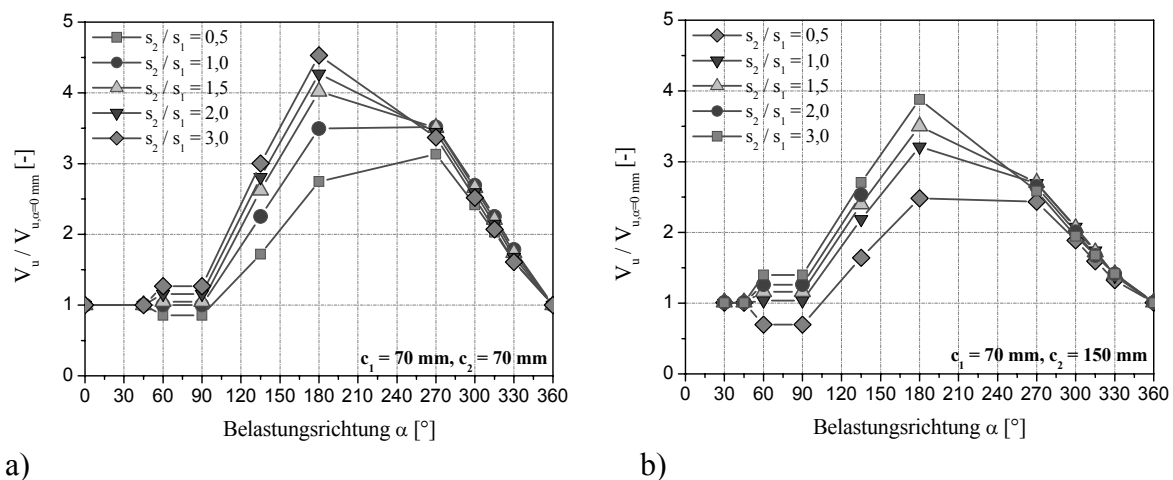 5
4
3
2
1
0
V_u / V_u,α=0 mm [-]
s_2 / s_1 = 0,5
s_2 / s_1 = 1,0
s_2 / s_1 = 1,5
s_2 / s_1 = 2,0
s_2 / s_1 = 3,0
c_1 = 70 mm, c_2 = 70 mm
0 30 60 90 120 150 180 210 240 270 300 330 360
Belastungsrichtung α [°]
a)
5
4
3
2
1
0
V_u / V_u,α=0 mm [-]
s_2 / s_1 = 0,5
s_2 / s_1 = 1,0
s_2 / s_1 = 1,5
s_2 / s_1 = 2,0
s_2 / s_1 = 3,0
c_1 = 70 mm, c_2 = 150 mm
0 30 60 90 120 150 180 210 240 270 300 330 360
Belastungsrichtung α [°]
b)